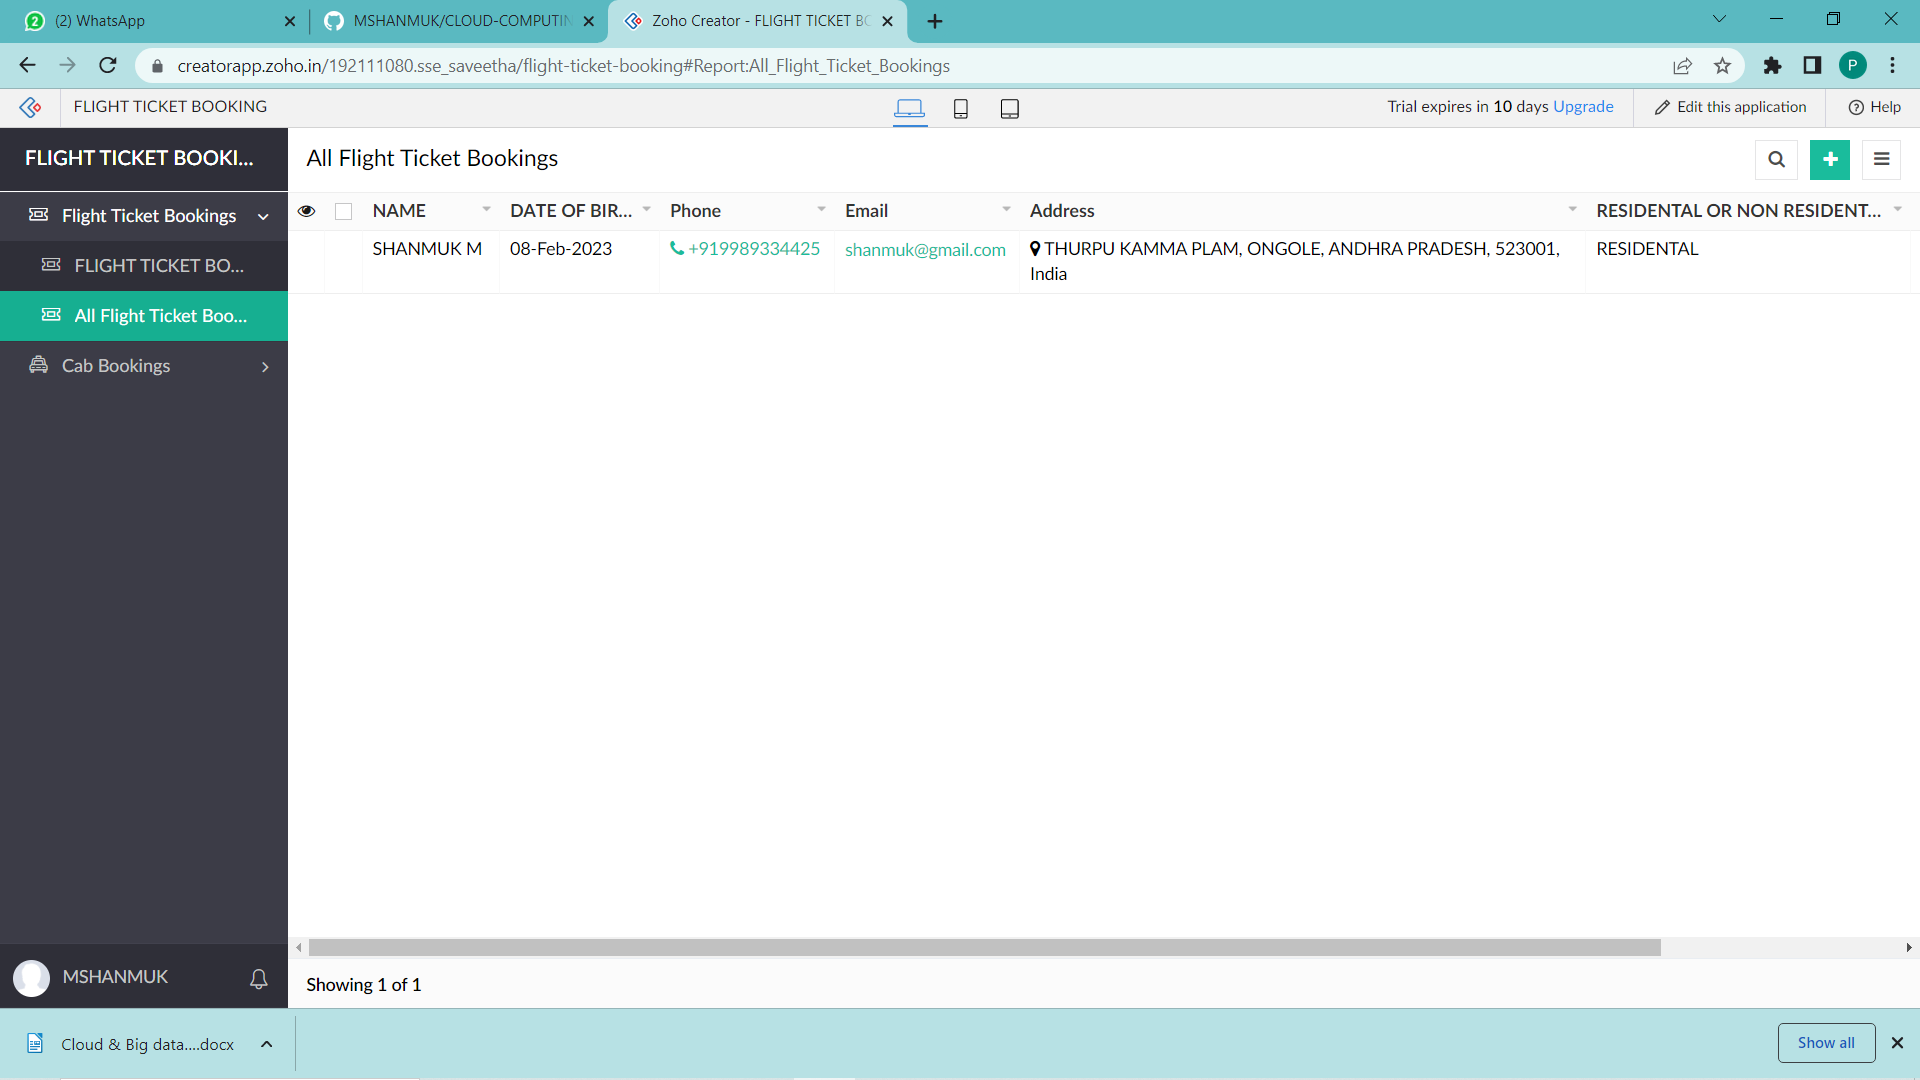 2 (2) WhatsApp
MSHANMUK/CLOUD-COMPUTIN
Zoho Creator - FLIGHT TICKET BO
creatorapp.zoho.in/192111080.sse_saveetha/flight-ticket-booking#Report:All_Flight_Ticket_Bookings
P
FLIGHT TICKET BOOKING
Trial expires in 10 days Upgrade
Edit this application
Help
FLIGHT TICKET BOOKI...
All Flight Ticket Bookings
Flight Ticket Bookings
FLIGHT TICKET BO...
All Flight Ticket Boo...
Cab Bookings
NAME DATE OF BIR... Phone Email Address RESIDENTAL OR NON RESIDENT...
SHANMUK M 08-Feb-2023 +919989334425 shanmuk@gmail.com THURPU KAMMA PLAM, ONGOLE, ANDHRA PRADESH, 523001, RESIDENTAL
India
MSHANMUK
Showing 1 of 1
Cloud & Big data....docx
Show all